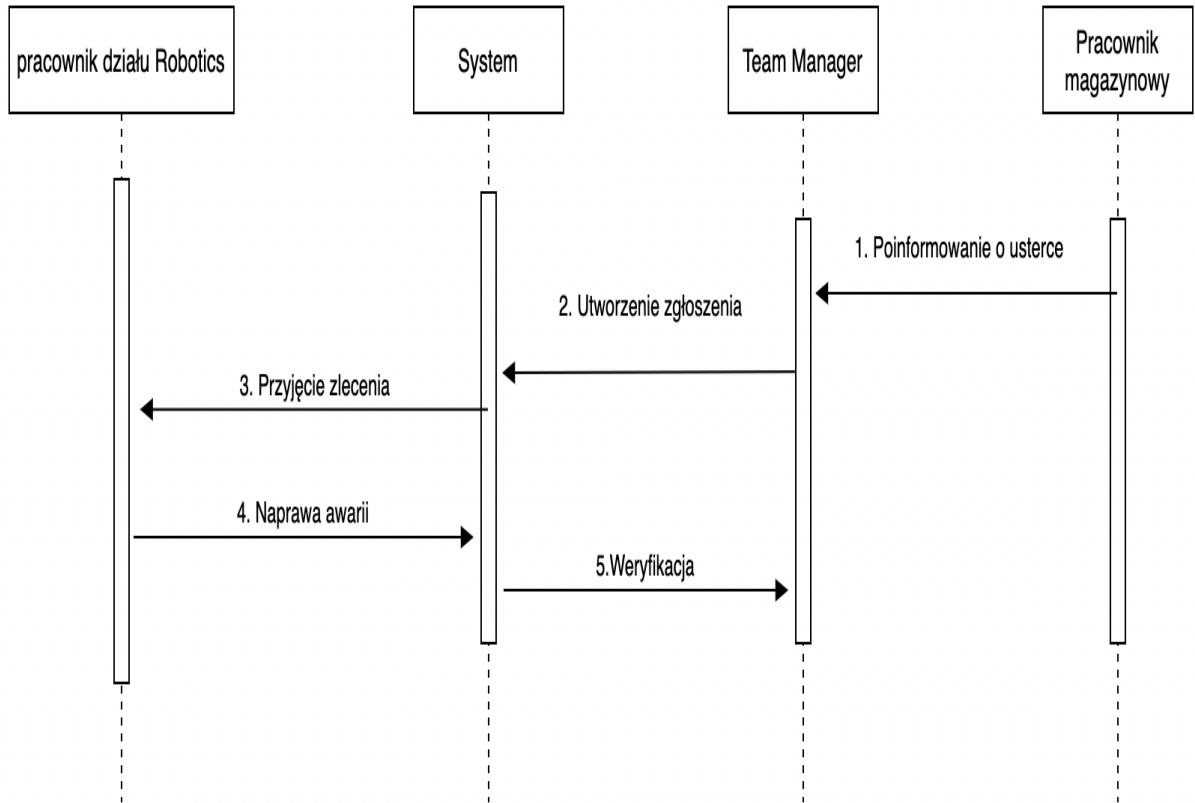 pracownik działu Robotics
System
Team Manager
Pracownik
magazynowy
1. Poinformowanie o usterce
2. Utworzenie zgłoszenia
3. Przyjęcie zlecenia
4. Naprawa awarii
5.Weryfikacja